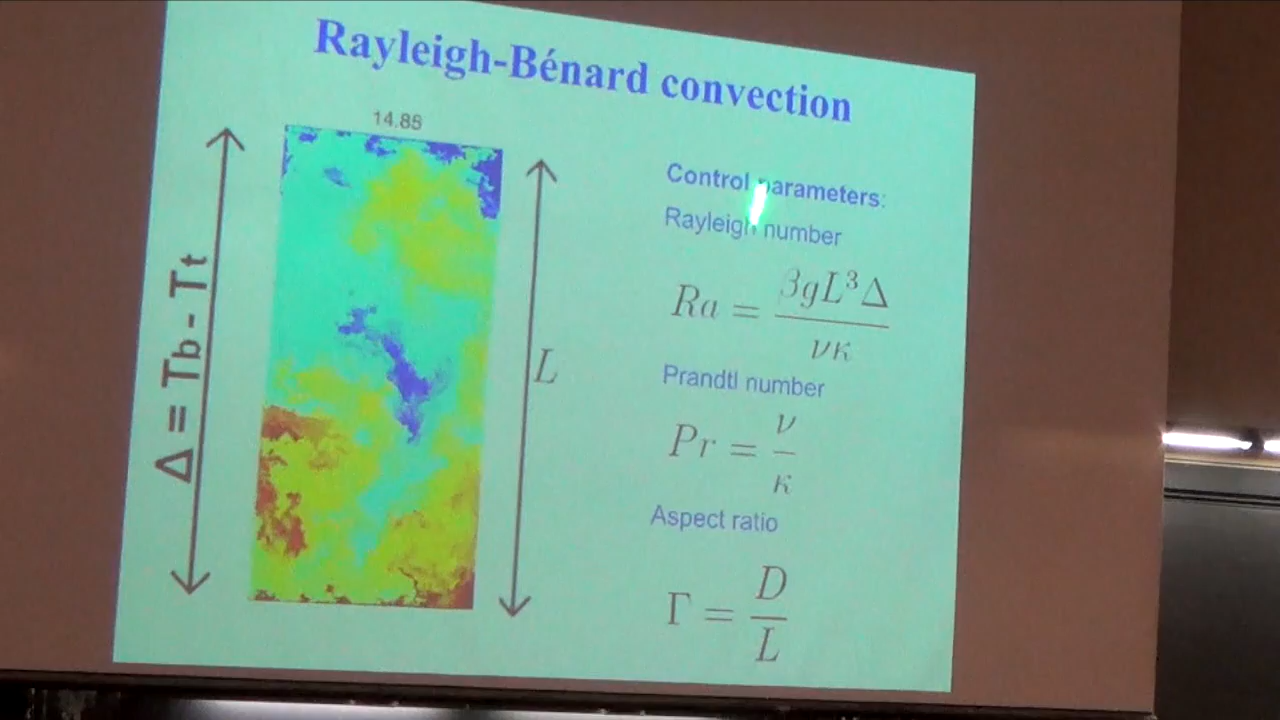 Rayleigh-Bénard convection
14.85
Δ = Tb - Tt
L
Control parameters:
Rayleigh number
Ra = βgL³Δ / νκ
Prandtl number
Pr = ν / κ
Aspect ratio
Γ = D / L